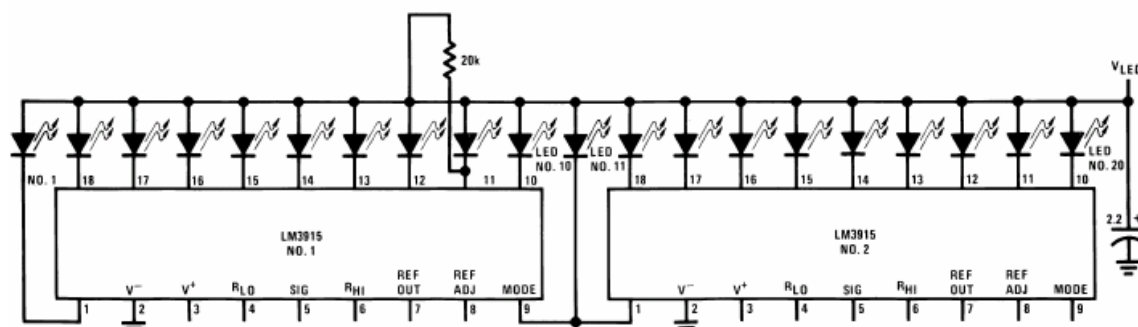 20k
V LED
NO. 1
LED NO. 10
LED NO. 11
LED NO. 20
18 17 16 15 14 13 12 11 10
18 17 16 15 14 13 12 11 10
2.2 +
LM3915 NO. 1
LM3915 NO. 2
V− V+ RLO SIG RHI REF OUT REF ADJ MODE
V− V+ RLO SIG RHI REF OUT REF ADJ MODE
1 2 3 4 5 6 7 8 9
1 2 3 4 5 6 7 8 9